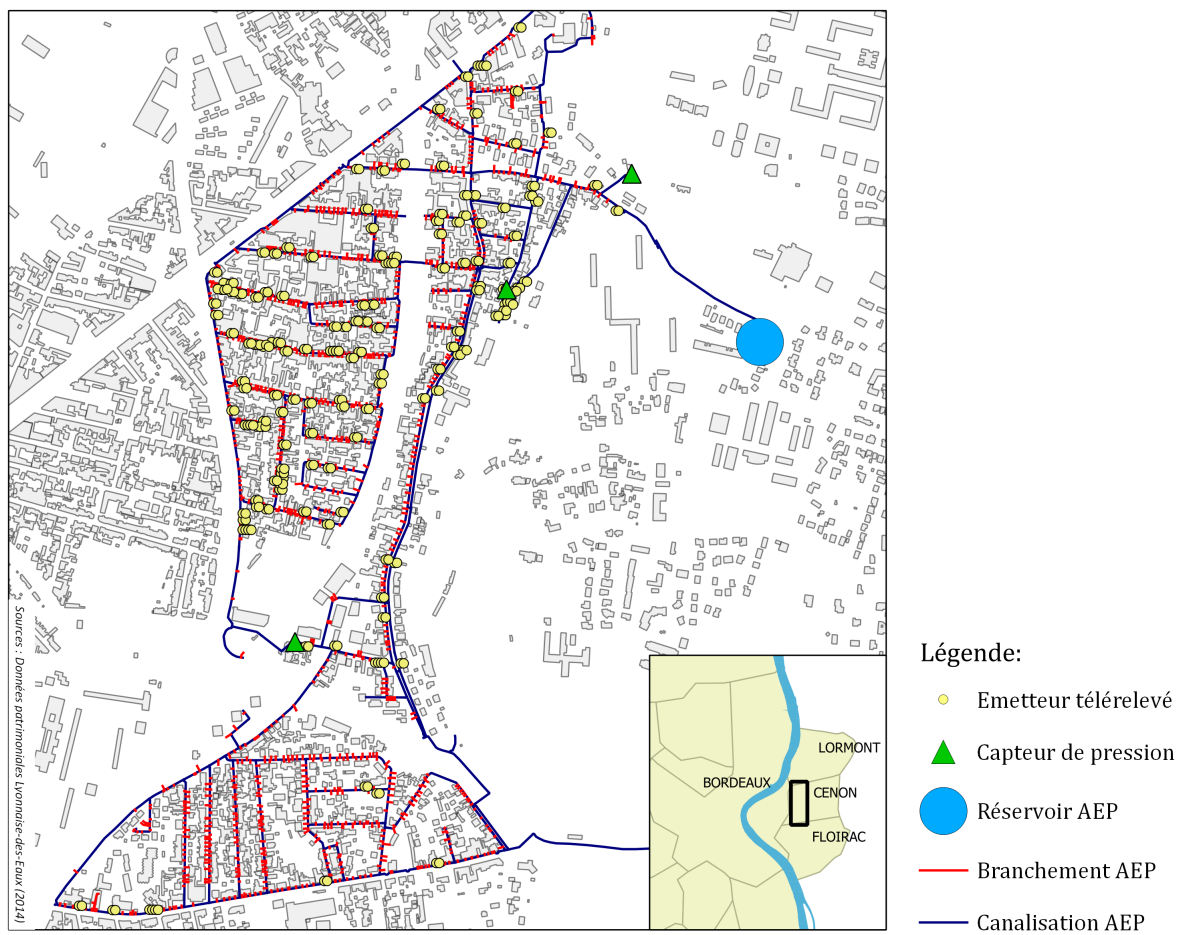 Sources : Données patrimoniales Lyonnaise-des-Eaux (2014)
LORMONT
BORDEAUX
CENON
FLOIRAC
Légende:
Emetteur télérelevé
Capteur de pression
Réservoir AEP
Branchement AEP
Canalisation AEP